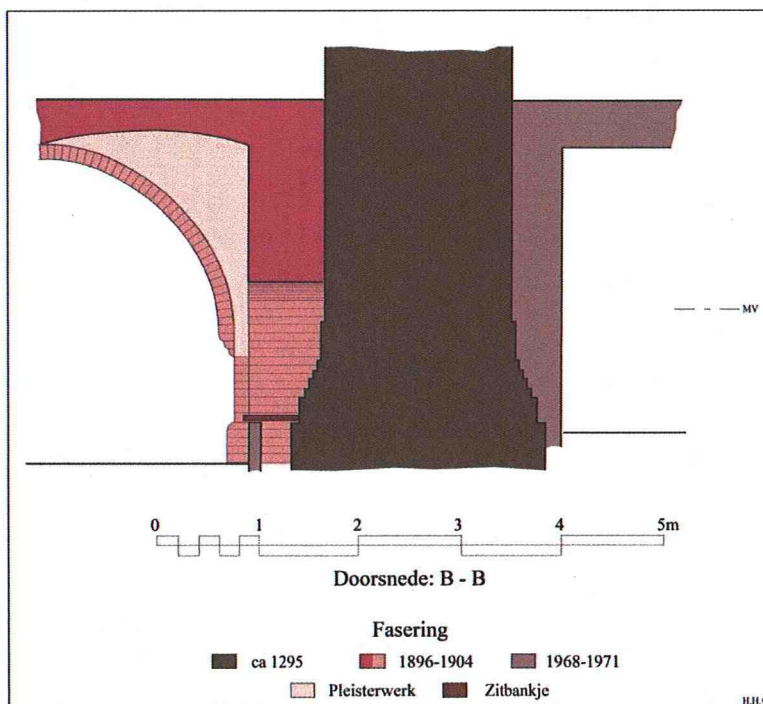 MV
0 1 2 3 4 5m
Doorsnede: B - B
Fasering
ca 1295 1896-1904 1968-1971
Pleisterwerk Zitbankje